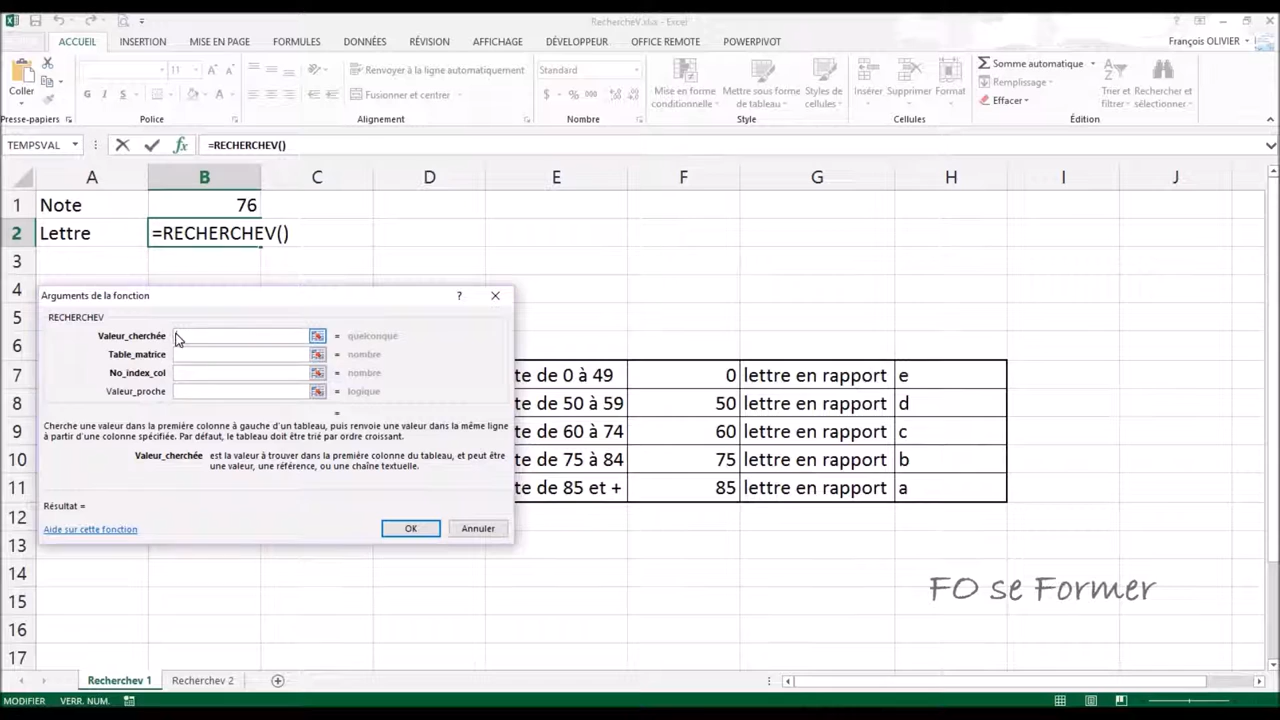 RechercheV.xlsx - Excel
ACCUEIL INSERTION MISE EN PAGE FORMULES DONNÉES RÉVISION AFFICHAGE DÉVELOPPEUR OFFICE REMOTE POWERPIVOT François OLIVIER
Coller
Presse-papiers
11
G I S
Police
Renvoyer à la ligne automatiquement
Fusionner et centrer
Alignement
Standard
Nombre
Mise en forme conditionnelle
Mettre sous forme de tableau
Styles de cellules
Style
Insérer Supprimer Format
Cellules
Somme automatique
Remplissage
Effacer
Trier et filtrer
Rechercher et sélectionner
Édition
TEMPSVAL fx =RECHERCHEV()
A B C D E F G H I J
1 Note 76
2 Lettre =RECHERCHEV()
3
4
5
6
7 te de 0 à 49 0 lettre en rapport e
8 te de 50 à 59 50 lettre en rapport d
9 te de 60 à 74 60 lettre en rapport c
10 te de 75 à 84 75 lettre en rapport b
11 te de 85 et + 85 lettre en rapport a
12
13
14
15
16
17
Arguments de la fonction ?
RECHERCHEV
Valeur_cherchée = quelconque
Table_matrice = nombre
No_index_col = nombre
Valeur_proche = logique
=
Cherche une valeur dans la première colonne à gauche d'un tableau, puis renvoie une valeur dans la même ligne
à partir d'une colonne spécifiée. Par défaut, le tableau doit être trié par ordre croissant.
Valeur_cherchée est la valeur à trouver dans la première colonne du tableau, et peut être
une valeur, une référence, ou une chaîne textuelle.
Résultat =
Aide sur cette fonction
OK Annuler
FO se Former
Recherchev 1 Recherchev 2
MODIFIER VERR. NUM.